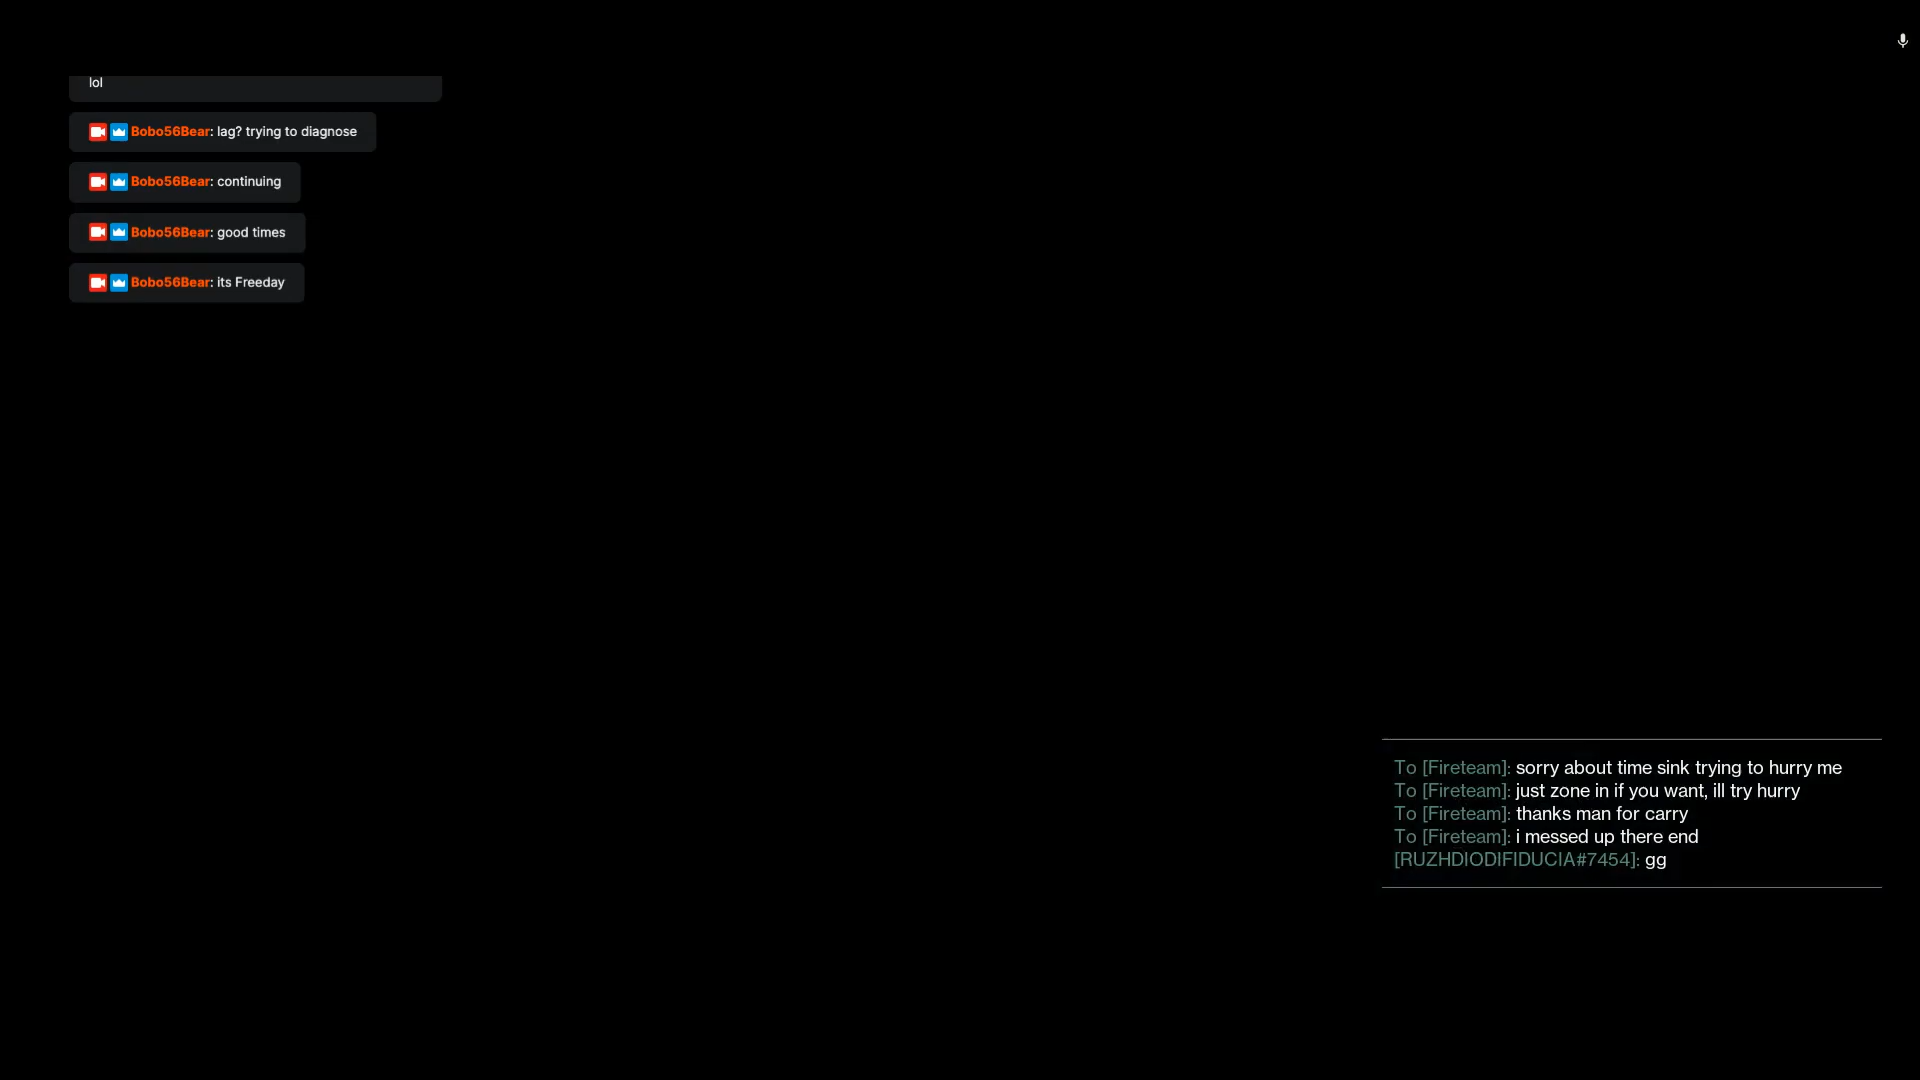 lol
Bobo56Bear: lag? trying to diagnose
Bobo56Bear: continuing
Bobo56Bear: good times
Bobo56Bear: its Freeday
To [Fireteam]: sorry about time sink trying to hurry me
To [Fireteam]: just zone in if you want, ill try hurry
To [Fireteam]: thanks man for carry
To [Fireteam]: i messed up there end
[RUZHDIODIFIDUCIA#7454]: gg